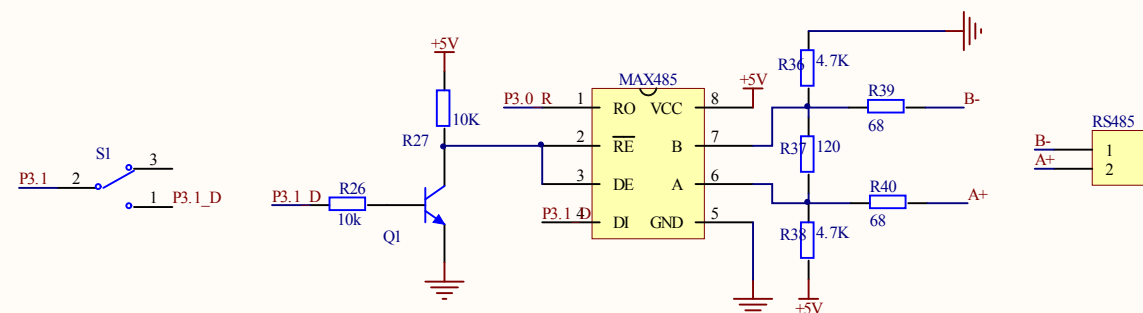 S1
3
P3.1
2
1
P3.1_D
+5V
10K
R27
P3.1_D
R26
10k
Q1
MAX485
P3.0_R
1
RO
VCC
8
+5V
2
RE
B
7
3
DE
A
6
P3.1_D
4
DI
GND
5
R36
4.7K
R39
68
B-
R37
120
R40
68
A+
R38
4.7K
+5V
RS485
B-
1
A+
2